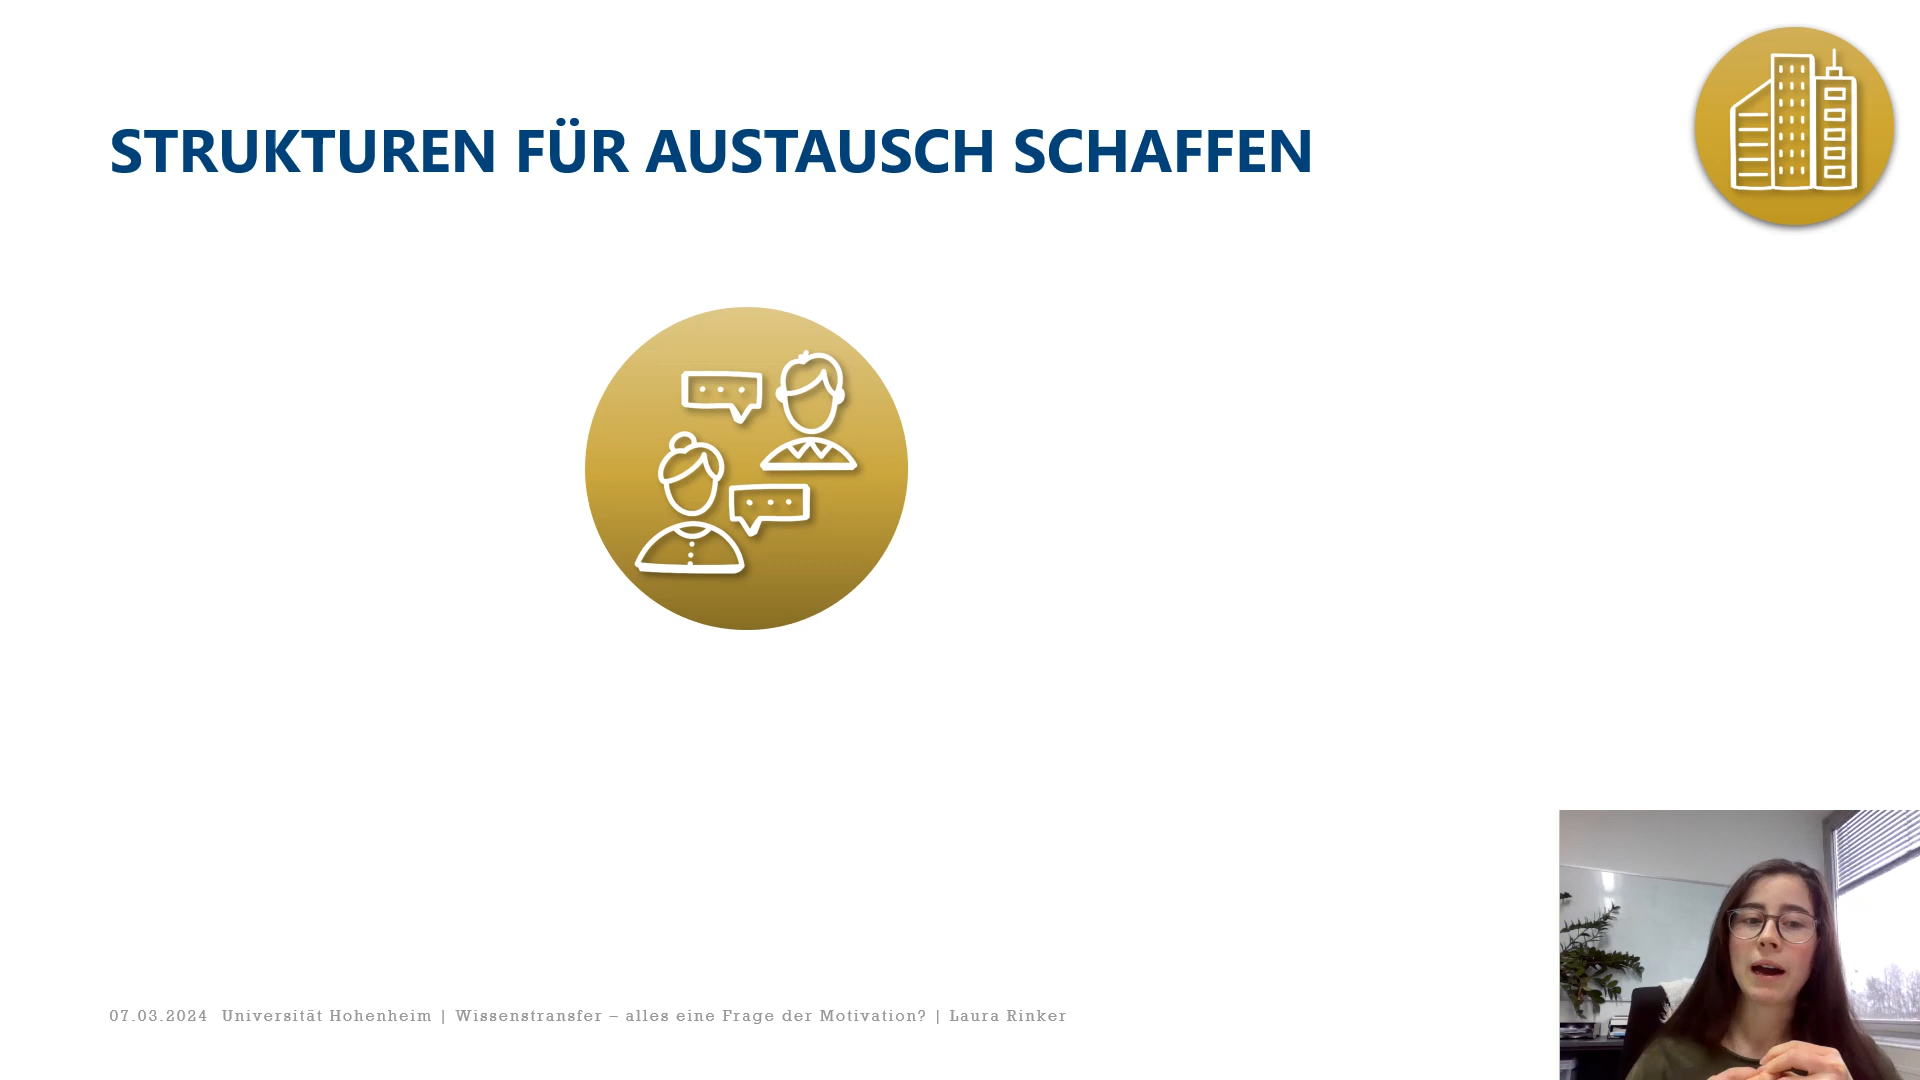 STRUKTUREN FÜR AUSTAUSCH SCHAFFEN
07.03.2024 Universität Hohenheim | Wissenstransfer – alles eine Frage der Motivation? | Laura Rinker